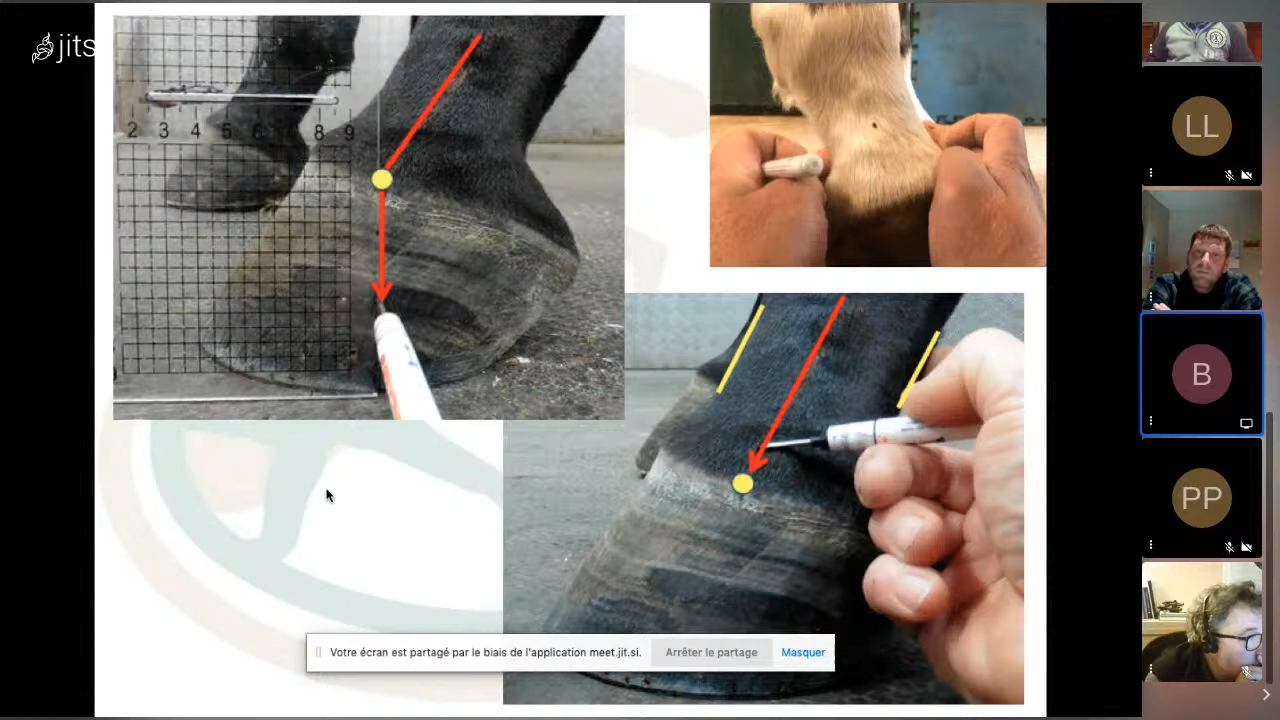 jits
2 3 4 5 6 7 8 9
LL
B
PP
Votre écran est partagé par le biais de l'application meet.jit.si.
Arrêter le partage
Masquer